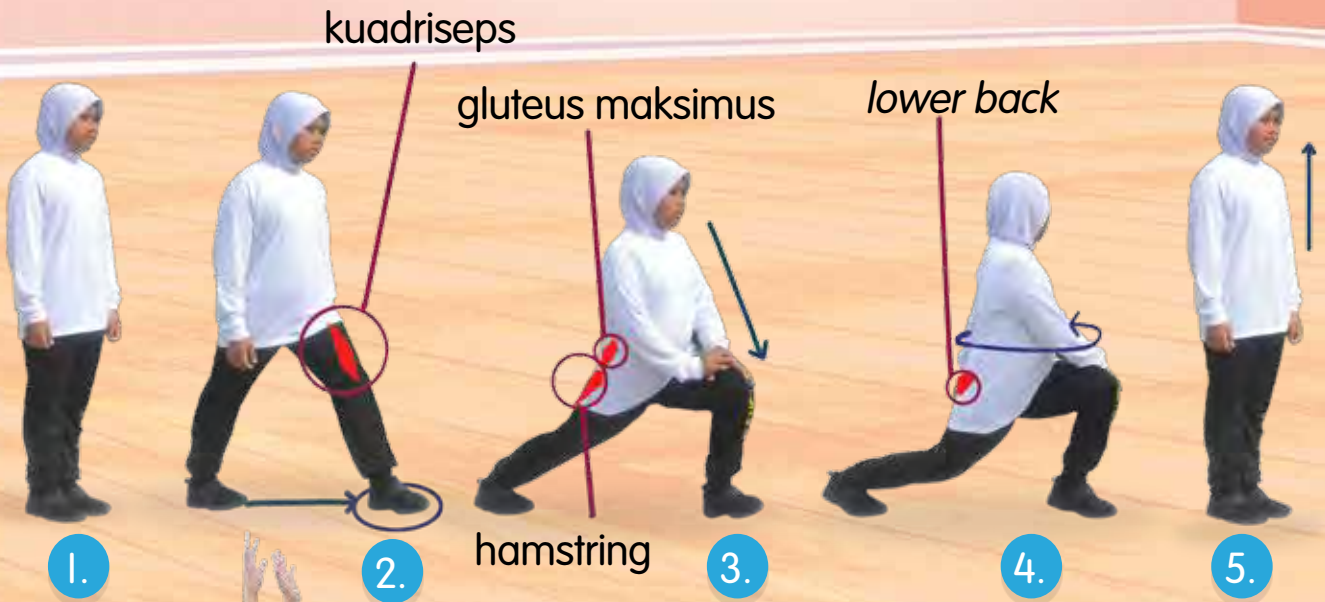 kuadriseps
gluteus maksimus
lower back
hamstring
1.
2.
3.
4.
5.